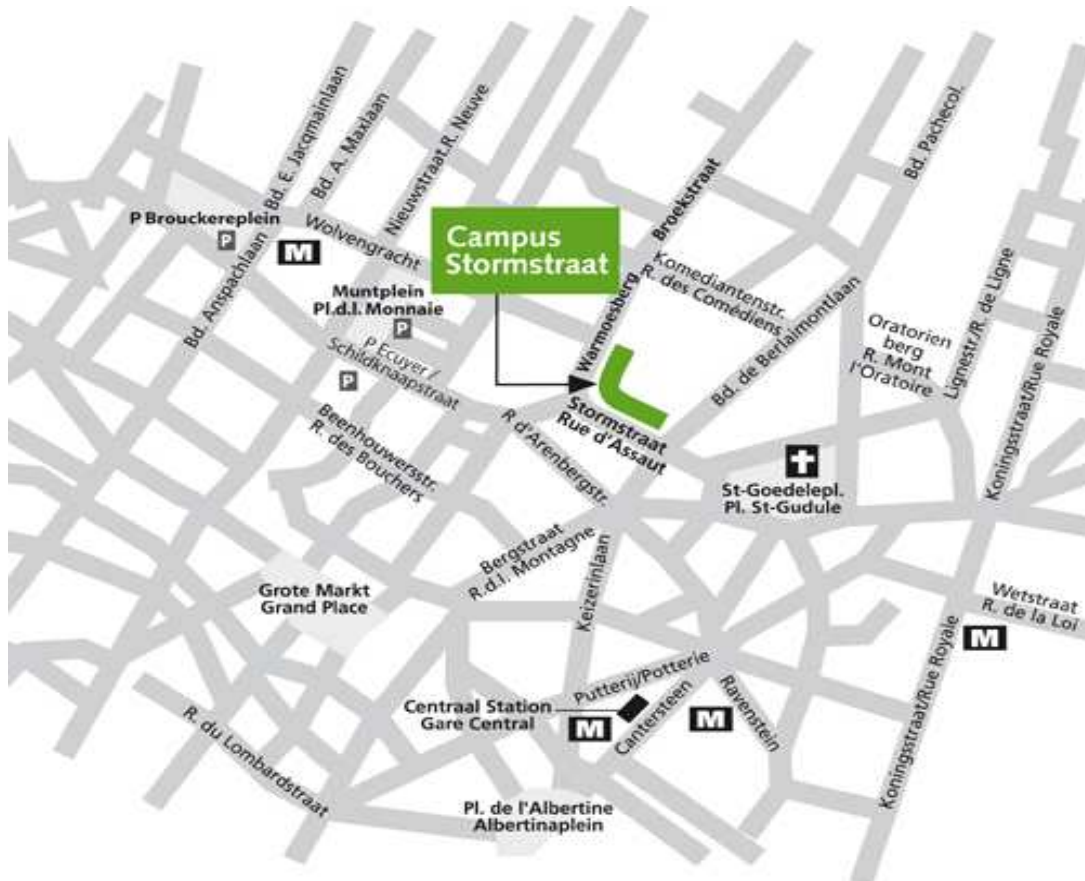 Bd. E. Jacqmainlaan
Bd. A. Maxlaan
Nieuwstraat.R. Neuve
Broekstraat
Bd. Pachecol.
P Brouckereplein
P
M
Wolvengracht
Campus
Stormstraat
Komediantenstr.
R. des Comédiens
Bd. Anspachlaan
Muntplein
Pl.d.l. Monnaie
P
Warmoesberg
Bd. de Berlaimontlaan
Oratorien
berg
R. Mont
l'Oratoire
Lignestr./R. de Ligne
Koningsstraat/Rue Royale
P Ecuyer /
Schildknaapstraat
P
Stormstraat
Rue d'Assaut
Beenhouwersstr.
R. des Bouchers
R d'Arenbergstr.
St-Goedelepl.
Pl. St-Gudule
Bergstraat
R.d.l. Montagne
Keizerinlaan
Grote Markt
Grand Place
Wetstraat
R. de la Loi
M
Koningsstraat/Rue Royale
Putterij/Potterie
Centraal Station
Gare Central
M
Cantersteen
M
Ravenstein
R. du Lombardstraat
Pl. de l'Albertine
Albertinaplein